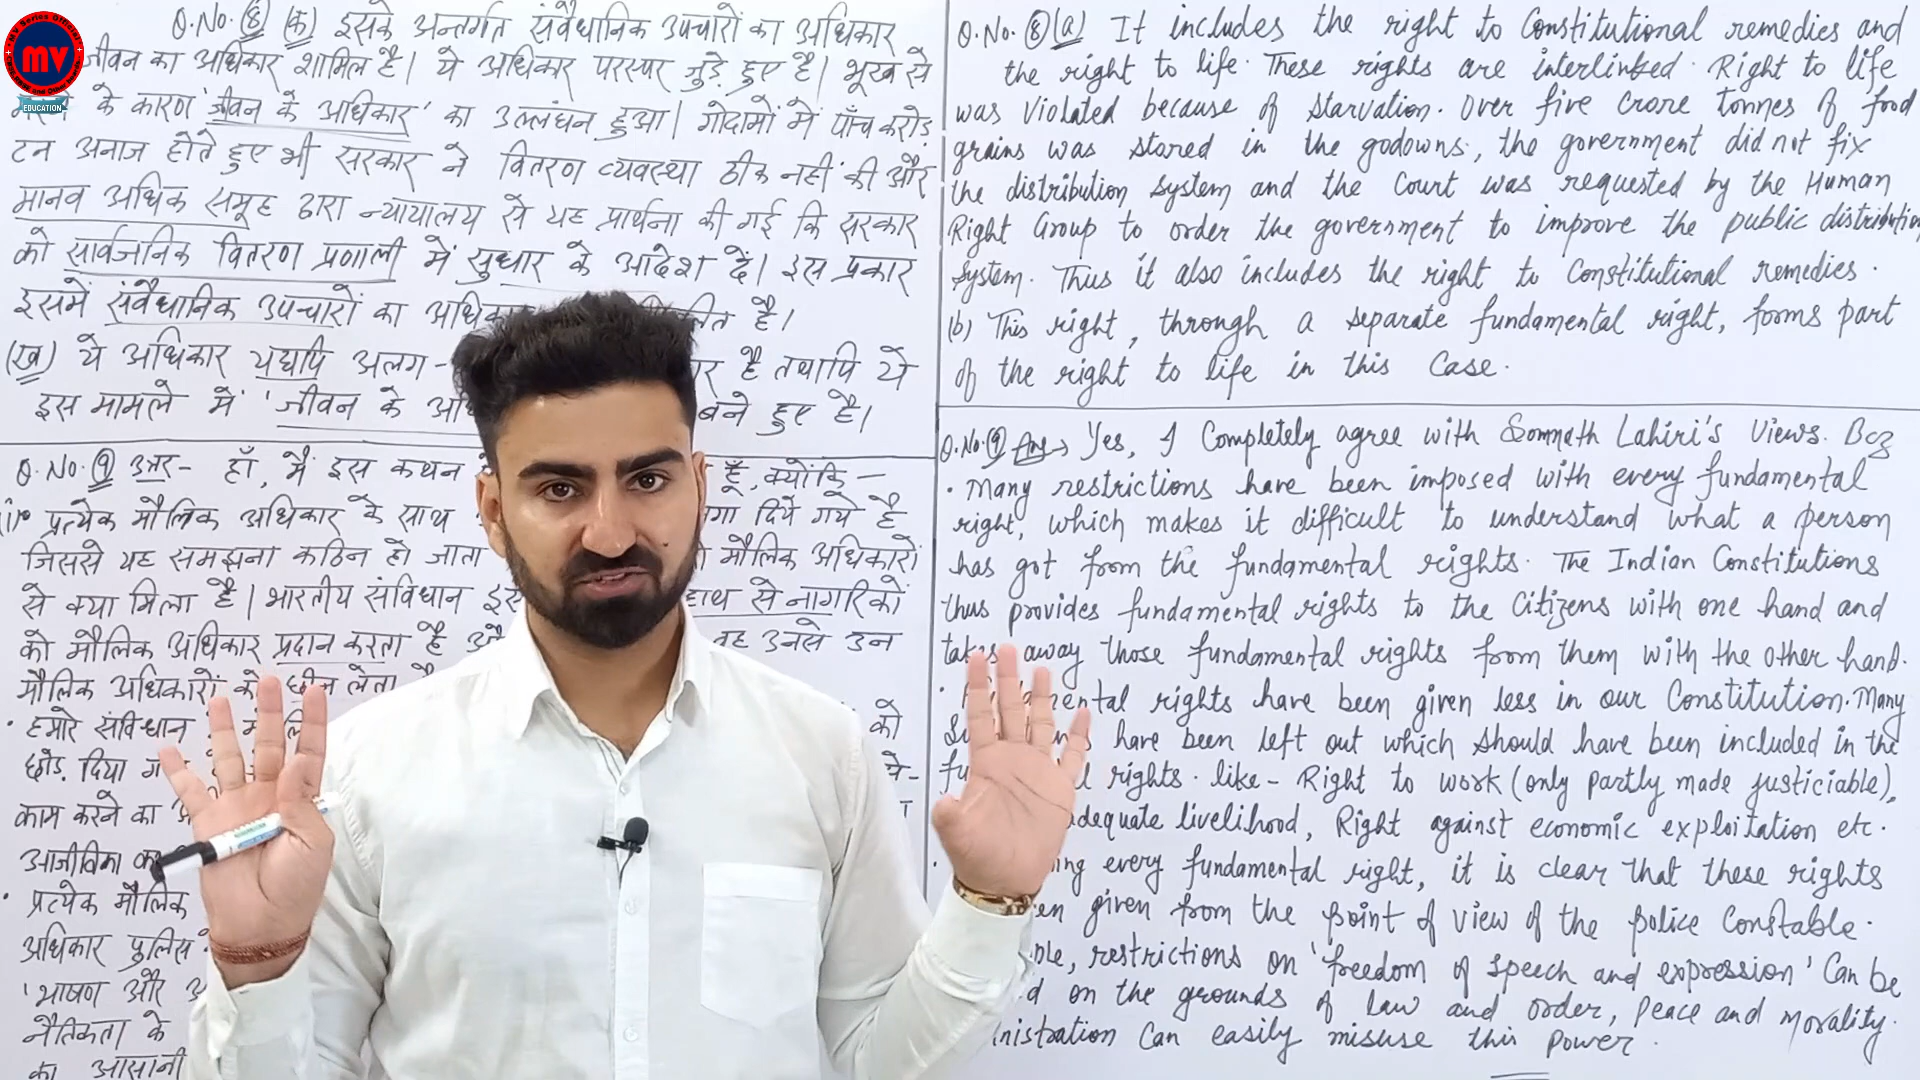 MV Series Official
mv
EDUCATION
Q.No. (8) (क) इसके अन्तर्गत संवैधानिक उपचारों का अधिकार
जीवन का अधिकार शामिल है। ये अधिकार परस्पर जुड़े हुए है। भूख से
के कारण 'जीवन के अधिकार' का उल्लंघन हुआ। गोदामों में पाँच करोड़
टन अनाज होते हुए भी सरकार ने वितरण व्यवस्था ठीक नहीं की और
मानव अधिक समूह द्वारा न्यायालय से यह प्रार्थना की गई कि सरकार
को सार्वजनिक वितरण प्रणाली में सुधार के आदेश दें। इस प्रकार
इसमें संवैधानिक उपचारों का है।
(ख) ये अधिकार यद्यपि अलग- है तथापि ये
इस मामले में 'जीवन के बने हुए है।
Q.No. (9) उत्तर- हाँ, मैं इस कथन हूँ, क्योंकि -
(i)• प्रत्येक मौलिक अधिकार के साथ दिये गये है
जिससे यह समझना कठिन हो जाता मौलिक अधिकारों
से क्या मिला है। भारतीय संविधान हाथ से नागरिकों
को मौलिक अधिकार प्रदान करता है उनसे उन
मौलिक अधिकारों को छीन लेता
• हमारे संविधान को
छोड़ दिया
काम करने का
आजीविका का
• प्रत्येक मौलिक
अधिकार पुलिस
'भाषण और
नैतिकता के
का आसानी
Q.No. (8)(a) It includes the right to Constitutional remedies and
the right to life. These rights are interlinked. Right to life
was violated because of starvation. Over five crore tonnes of food
grains was stored in the godowns, the government did not fix
the distribution system and the Court was requested by the Human
Right Group to order the government to improve the public distribution
system. Thus it also includes the right to Constitutional remedies.
(b) This right, through a separate fundamental right, forms part
of the right to life in this Case.
Q.No.(9) Ans → Yes, I Completely agree with Somnath Lahiri's Views. Bcz
• Many restrictions have been imposed with every fundamental
right, which makes it difficult to understand what a person
has got from the fundamental rights. The Indian Constitutions
thus provides fundamental rights to the Citizens with one hand and
takes away those fundamental rights from them with the other hand.
• rights have been given less in our Constitution. Many
have been left out which should have been included in the
rights. like - Right to work (only partly made justiciable),
adequate livelihood, Right against economic exploitation etc.
every fundamental right, it is clear that these rights
given from the point of view of the police Constable.
restrictions on 'freedom of speech and expression' Can be
on the grounds of law and order, peace and morality.
Can easily misuse this power.